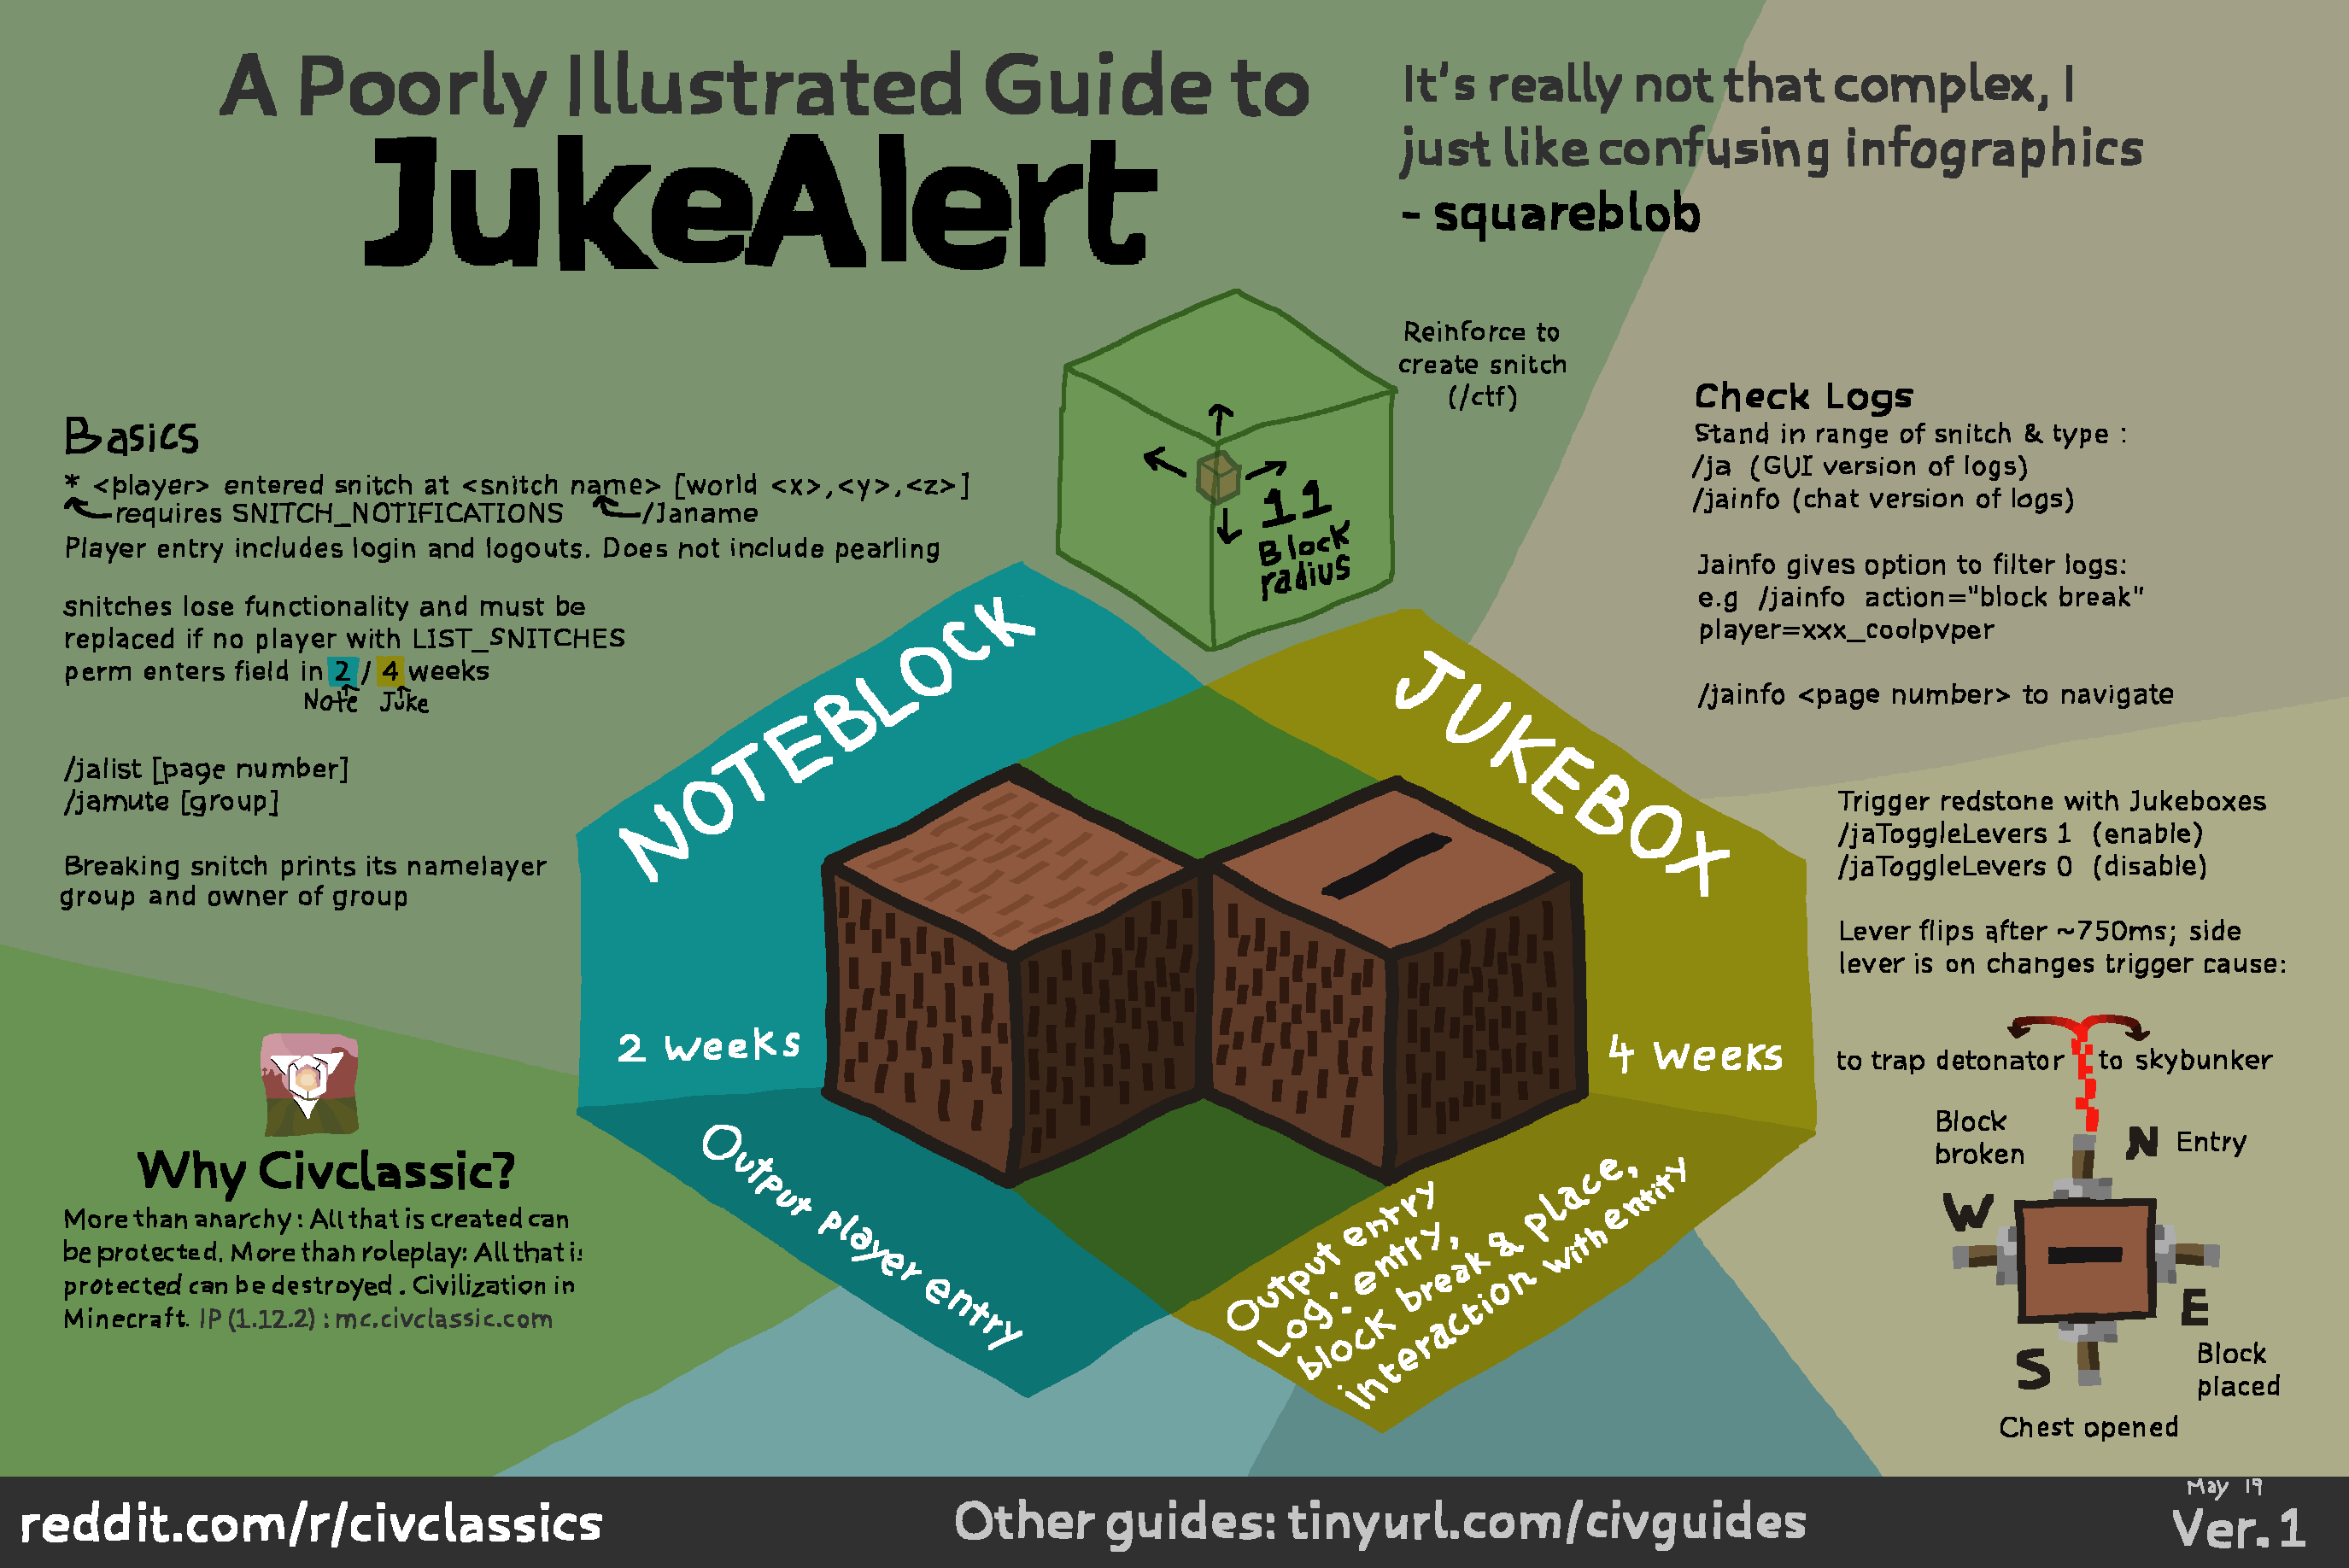 A Poorly Illustrated Guide to
JukeAlert
It's really not that complex, I
just like confusing infographics
- squareblob
Reinforce to
create snitch
(/ctf)
11
Block
radius
Basics
* <player> entered snitch at <snitch name> [world <x>,<y>,<z>]
requires SNITCH_NOTIFICATIONS
/Janame
Player entry includes login and logouts. Does not include pearling
snitches lose functionality and must be
replaced if no player with LIST_SNITCHES
perm enters field in 2 / 4 weeks
Note Juke
/jalist [page number]
/jamute [group]
Breaking snitch prints its namelayer
group and owner of group
Check Logs
Stand in range of snitch & type :
/ja (GUI version of logs)
/jainfo (chat version of logs)
Jainfo gives option to filter logs:
e.g /jainfo action="block break"
player=xxx_coolpvper
/jainfo <page number> to navigate
NOTEBLOCK
2 weeks
Output player entry
JUKEBOX
4 weeks
Output entry
Log: entry,
block break & place,
interaction with entity
Trigger redstone with Jukeboxes
/jaToggleLevers 1 (enable)
/jaToggleLevers 0 (disable)
Lever flips after ~750ms; side
lever is on changes trigger cause:
to trap detonator
to skybunker
Block
broken
N Entry
W
E
Block
placed
S
Chest opened
Why Civclassic?
More than anarchy: All that is created can
be protected. More than roleplay: All that is
protected can be destroyed. Civilization in
Minecraft. IP (1.12.2) : mc.civclassic.com
reddit.com/r/civclassics
Other guides: tinyurl.com/civguides
May 19
Ver. 1